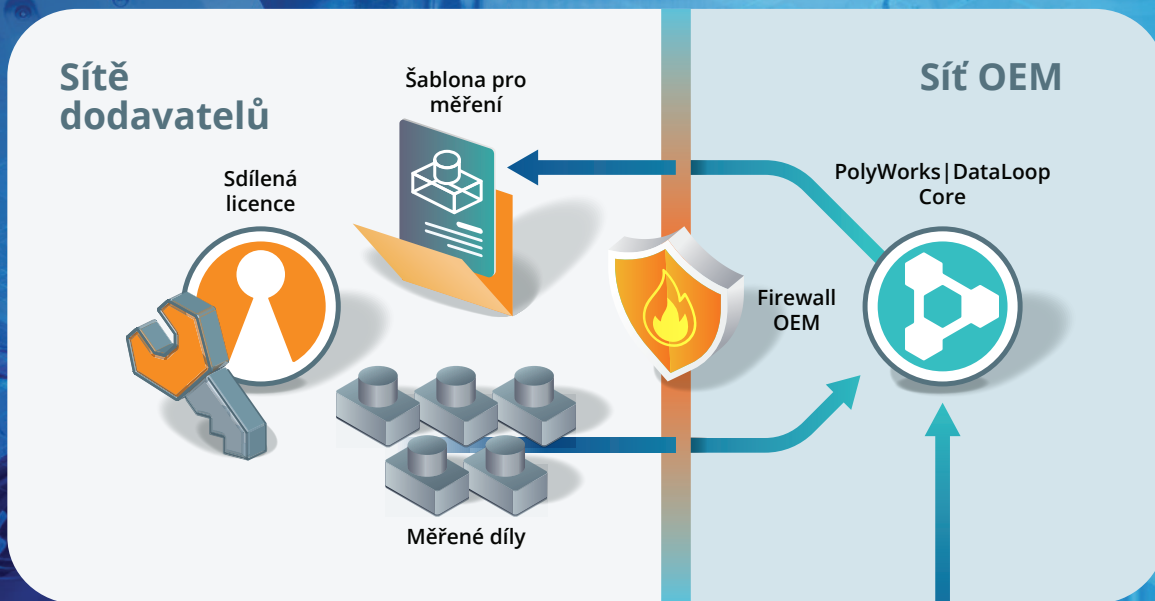 Sítě
dodavatelů
Síť OEM
Šablona pro
měření
Sdílená
licence
PolyWorks|DataLoop
Core
Firewall
OEM
Měřené díly